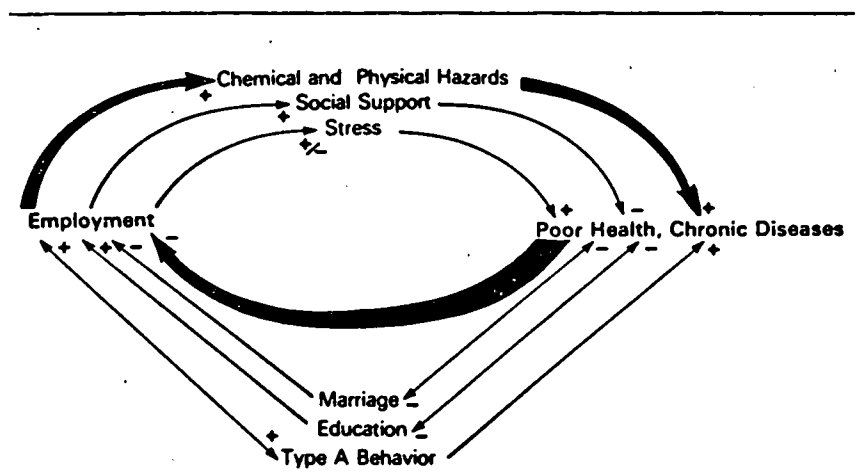 Chemical and Physical Hazards
+
Social Support
+
Stress
+/-
Employment
-
+
-
+
Poor Health, Chronic Diseases
+ + - - - +
Marriage -
Education -
+
Type A Behavior